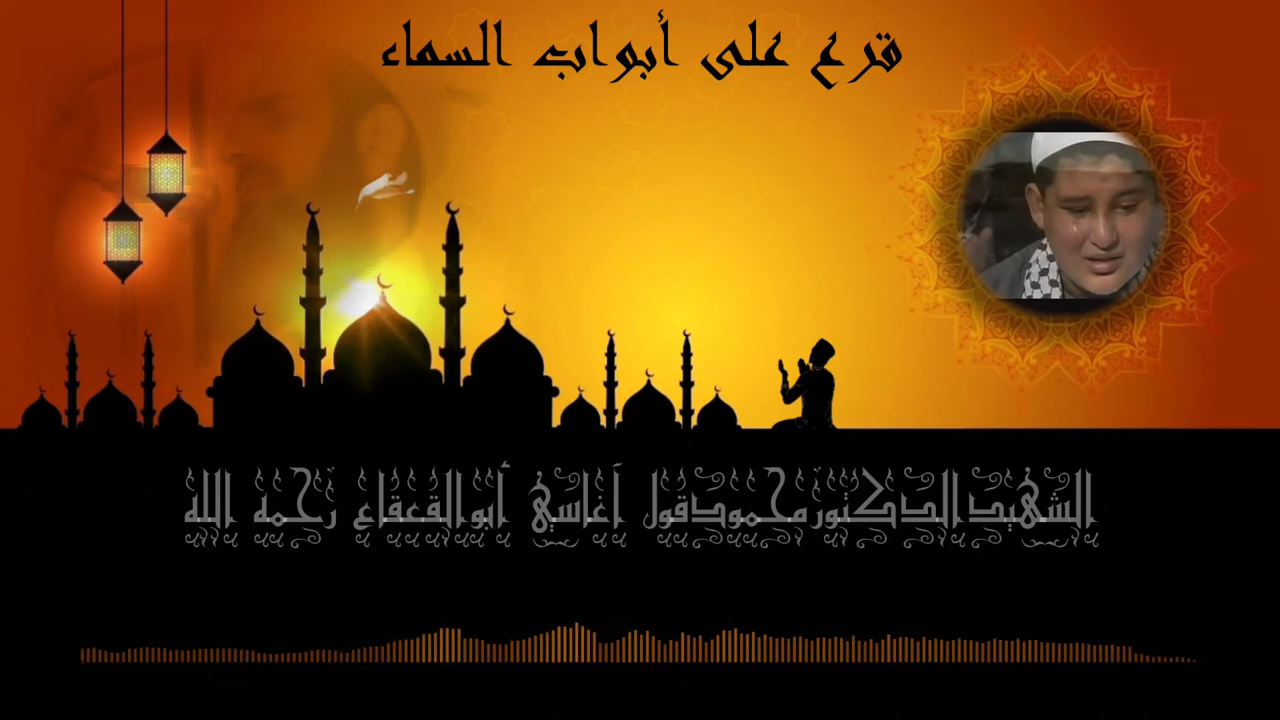 قرع على أبواب السماء
الشهيد الدكتور محمود قول آغاسي أبو القعقاع رحمه الله